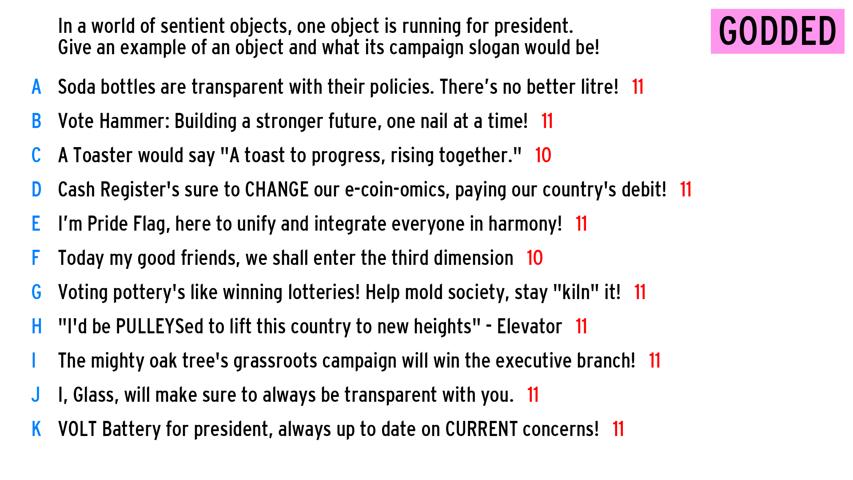 In a world of sentient objects, one object is running for president.
Give an example of an object and what its campaign slogan would be!
GODDED
A Soda bottles are transparent with their policies. There's no better litre! 11
B Vote Hammer: Building a stronger future, one nail at a time! 11
C A Toaster would say "A toast to progress, rising together." 10
D Cash Register's sure to CHANGE our e-coin-omics, paying our country's debit! 11
E I'm Pride Flag, here to unify and integrate everyone in harmony! 11
F Today my good friends, we shall enter the third dimension 10
G Voting pottery's like winning lotteries! Help mold society, stay "kiln" it! 11
H "I'd be PULLEYSed to lift this country to new heights" - Elevator 11
I The mighty oak tree's grassroots campaign will win the executive branch! 11
J I, Glass, will make sure to always be transparent with you. 11
K VOLT Battery for president, always up to date on CURRENT concerns! 11